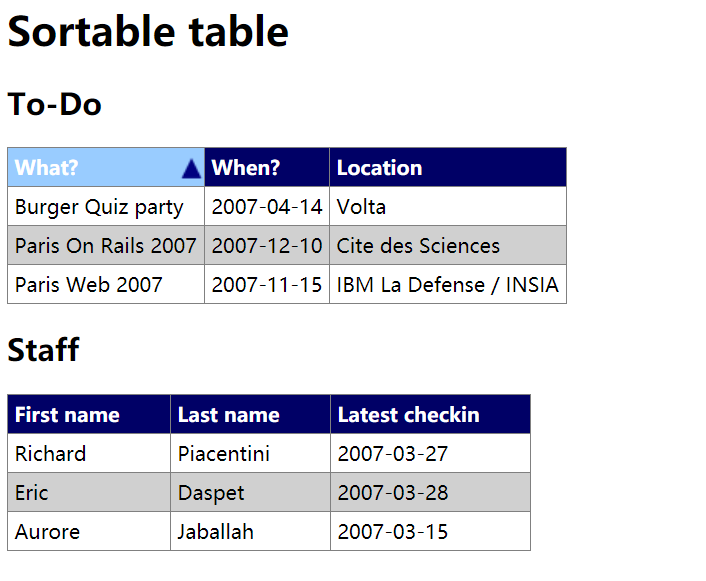 Sortable table
To-Do
What? When? Location
Burger Quiz party 2007-04-14 Volta
Paris On Rails 2007 2007-12-10 Cite des Sciences
Paris Web 2007 2007-11-15 IBM La Defense / INSIA
Staff
First name Last name Latest checkin
Richard Piacentini 2007-03-27
Eric Daspet 2007-03-28
Aurore Jaballah 2007-03-15